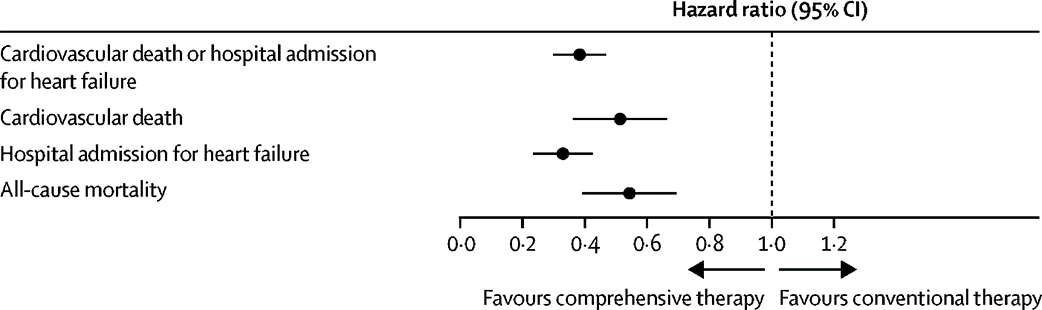 Hazard ratio (95% CI)
Cardiovascular death or hospital admission
for heart failure
Cardiovascular death
Hospital admission for heart failure
All-cause mortality
0·0 0·2 0·4 0·6 0·8 1·0 1·2
Favours comprehensive therapy Favours conventional therapy